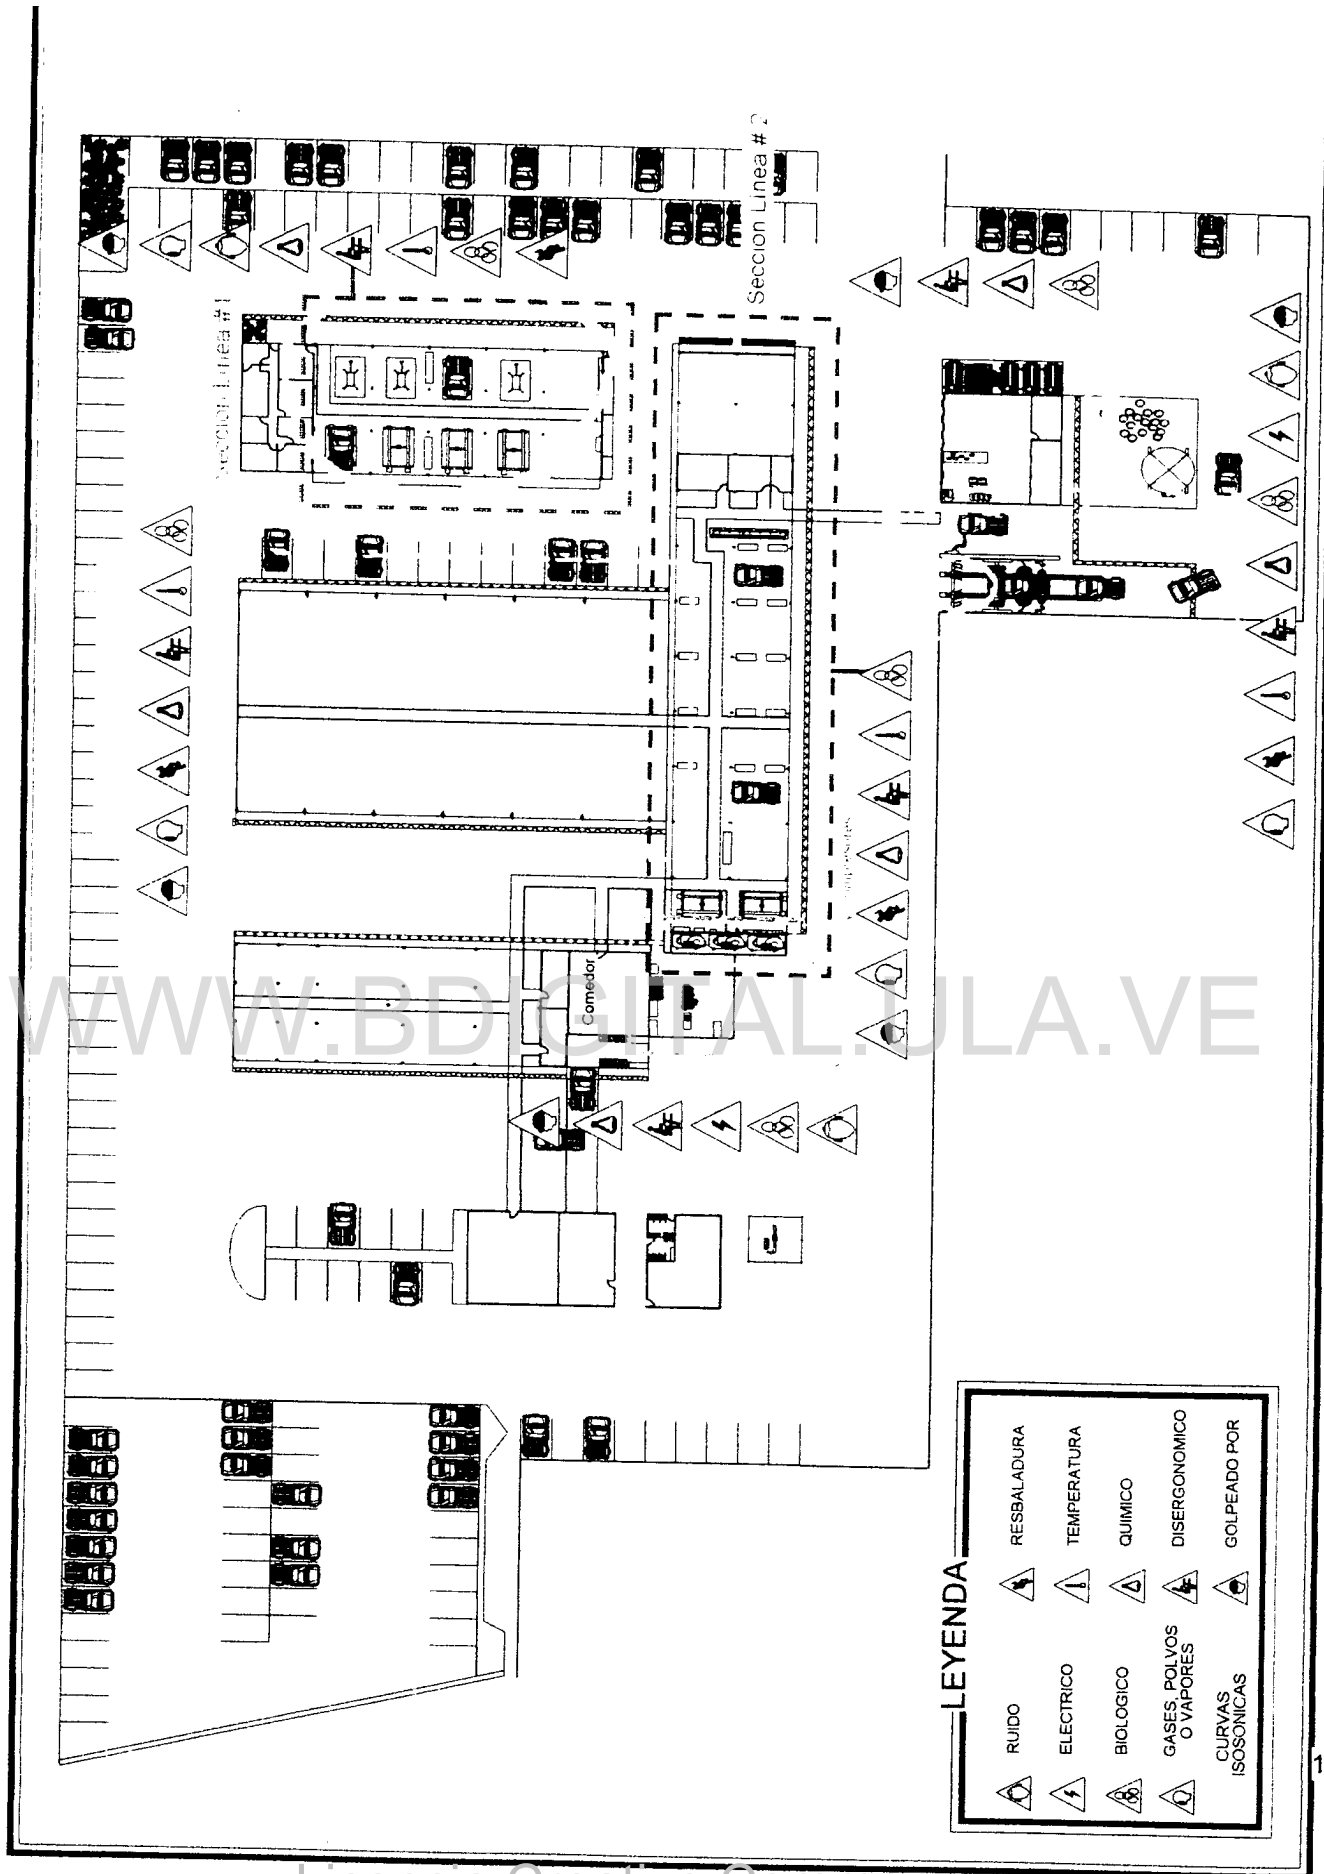 Seccion Linea # 2
Seccion Linea # 1
Comedor
WWW.BDIGITAL.ULA.VE
LEYENDA
RUIDO
RESBALADURA
ELECTRICO
TEMPERATURA
BIOLOGICO
QUIMICO
GASES, POLVOS
O VAPORES
DISERGONOMICO
CURVAS
ISOSONICAS
GOLPEADO POR
1